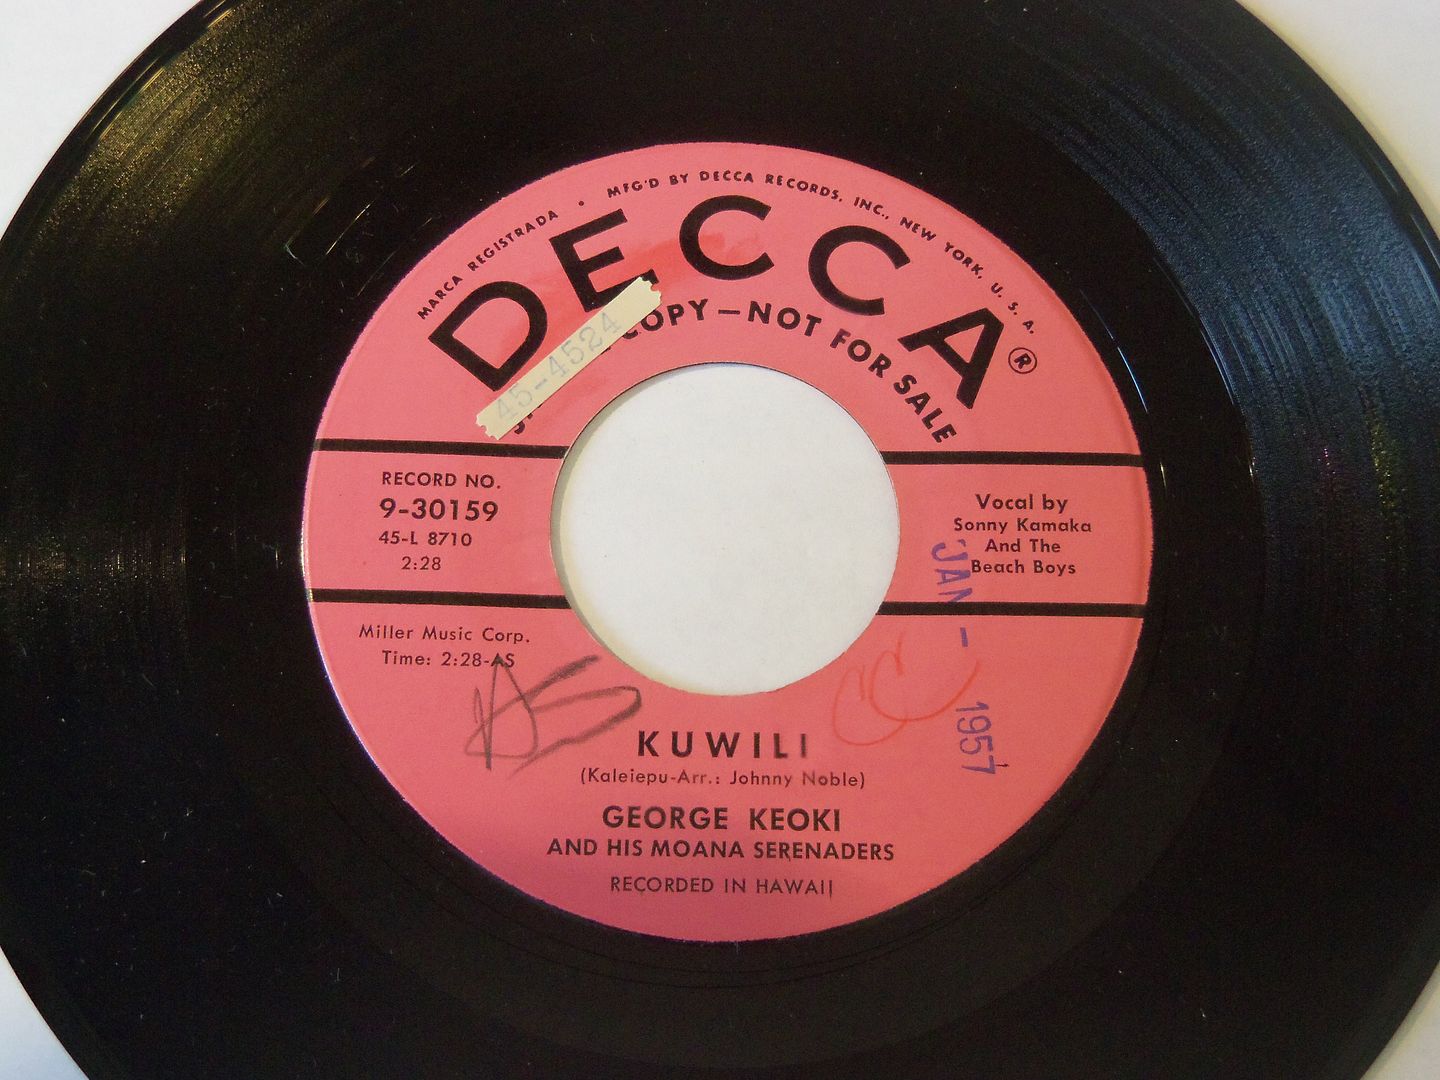 MARCA REGISTRADA • MFG'D BY DECCA RECORDS, INC., NEW YORK, U. S. A.
DECCA®
COPY—NOT FOR SALE
45-4524
RECORD NO.
9-30159
45-L 8710
2:28
Vocal by
Sonny Kamaka
And The
Beach Boys
JAN - 1957
Miller Music Corp.
Time: 2:28-AS
AS
CC
KUWILI
(Kaleiepu-Arr.: Johnny Noble)
GEORGE KEOKI
AND HIS MOANA SERENADERS
RECORDED IN HAWAII